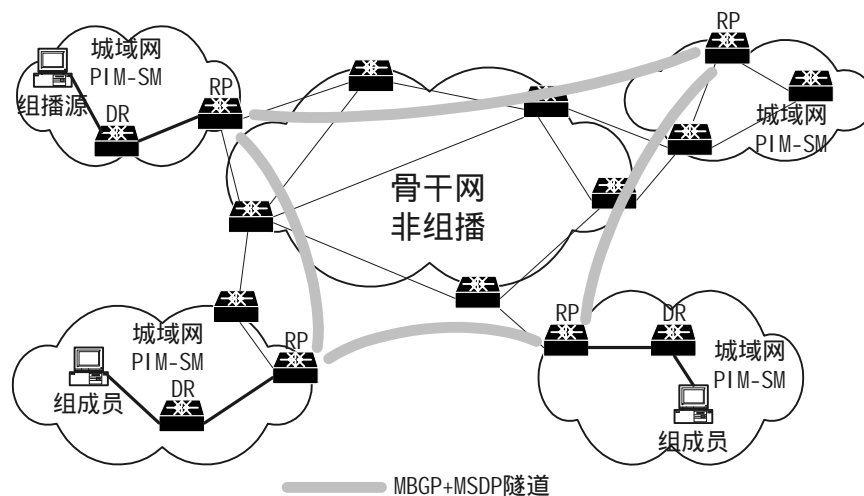 城域网
PIM-SM
组播源
DR
RP
RP
城域网
PIM-SM
骨干网
非组播
城域网
PIM-SM
RP
组成员
DR
RP
DR
城域网
PIM-SM
组成员
MBGP+MSDP隧道